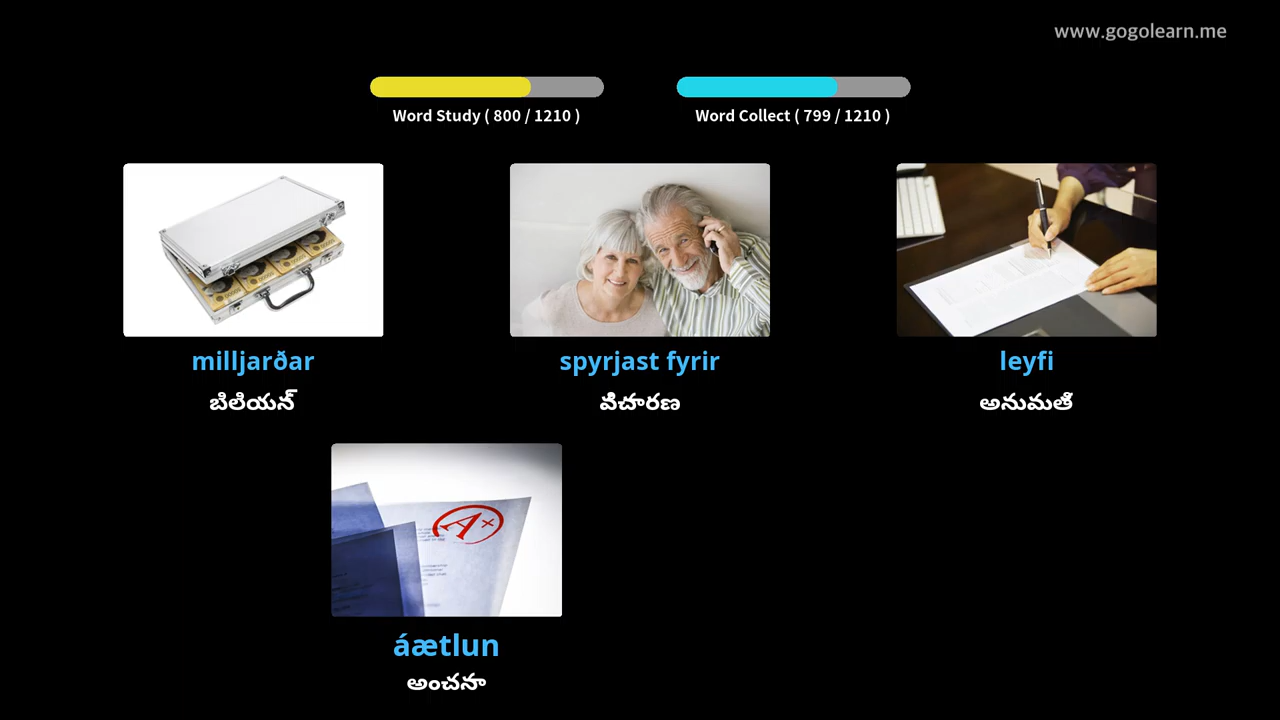 www.gogolearn.me
Word Study ( 800 / 1210 )
Word Collect ( 799 / 1210 )
milljarðar
బిలియన్
spyrjast fyrir
విచారణ
leyfi
అనుమతి
A+
áætlun
అంచనా